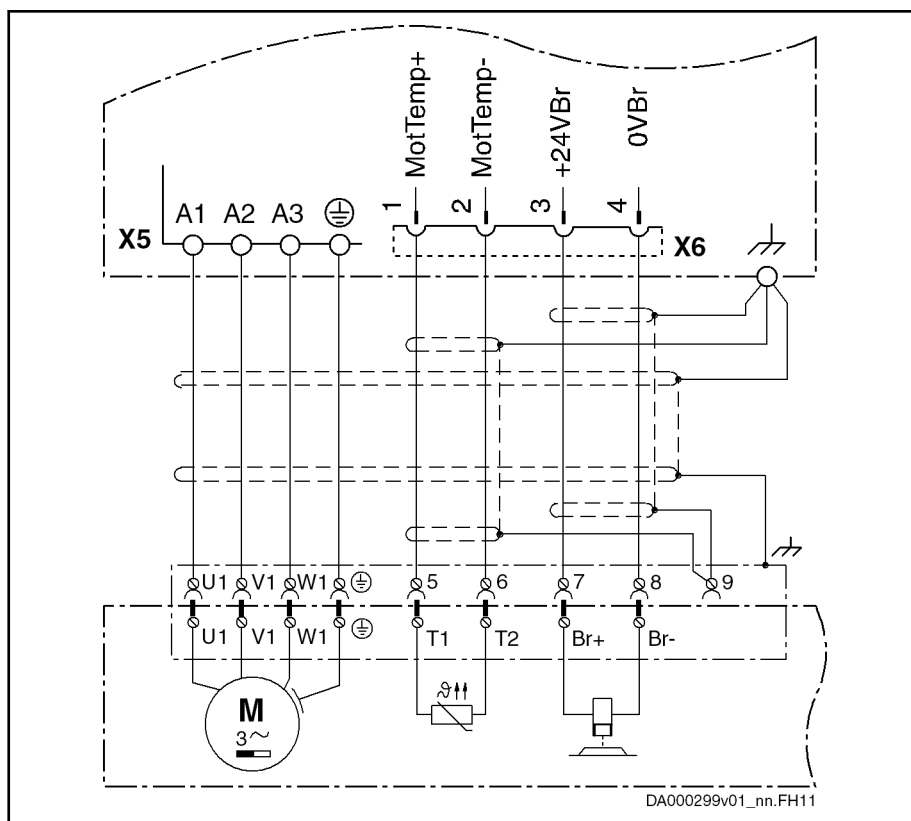 MotTemp+
MotTemp-
+24VBr
0VBr
1 2 3 4
X5 A1 A2 A3
X6
U1 V1 W1 5 6 7 8 9
U1 V1 W1 T1 T2 Br+ Br-
M
3~
ϑ
DA000299v01_nn.FH11